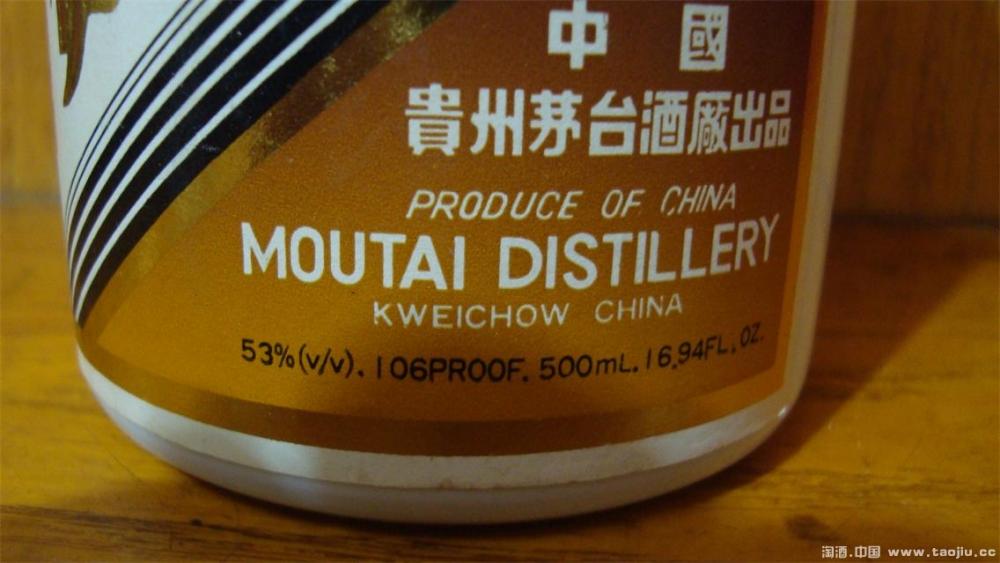 中國
貴州茅台酒廠出品
PRODUCE OF CHINA
MOUTAI DISTILLERY
KWEICHOW CHINA
53%(v/v). 106PROOF. 500mL. 16.94FL. OZ.
淘酒.中国 www.taojiu.cc